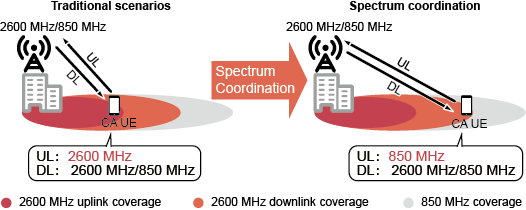 Traditional scenarios
Spectrum coordination
2600 MHz/850 MHz
UL
DL
CA UE
UL: 2600 MHz
DL: 2600 MHz/850 MHz
Spectrum
Coordination
2600 MHz/850 MHz
UL
DL
CA UE
UL: 850 MHz
DL: 2600 MHz/850 MHz
2600 MHz uplink coverage
2600 MHz downlink coverage
850 MHz coverage